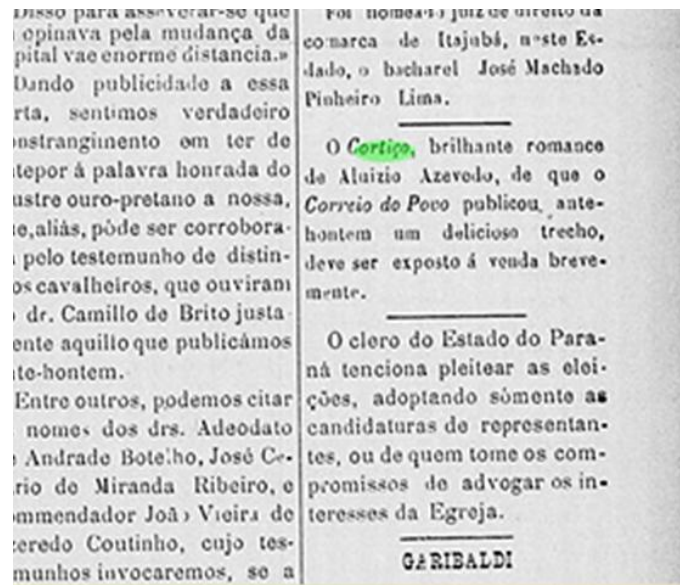 Disso para asseverar-se que
opinava pela mudança da
pital vae enorme distancia.»
Dando publicidade a essa
rta, sentimos verdadeiro
onstrangimento em ter de
tepor á palavra honrada do
ustre ouro-pretano a nossa,
e, aliás, póde ser corrobora-
pelo testemunho de distin-
os cavalheiros, que ouviram
dr. Camillo de Brito justa
ente aquillo que publicámos
te-hontem.
Entre outros, podemos citar
nomes dos drs. Adeodato
Andrade Botelho, José Ce-
rio de Miranda Ribeiro, e
ommendador João Vieira de
eredo Coutinho, cujo tes-
munhos invocaremos, se a
Foi nomeado juiz de direito da
comarca de Itajubá, neste Es-
dado, o bacharel José Machado
Pinheiro Lima.
O Cortiço, brilhante romance
de Aluizio Azevedo, de que o
Correio do Povo publicou ante-
hontem um delicioso trecho,
deve ser exposto á venda breve-
mente.
O clero do Estado do Para-
ná tenciona pleitear as elei-
ções, adoptando sómente as
candidaturas de representan-
tes, ou de quem tome os com-
promissos de advogar os in-
teresses da Egreja.
GARIBALDI